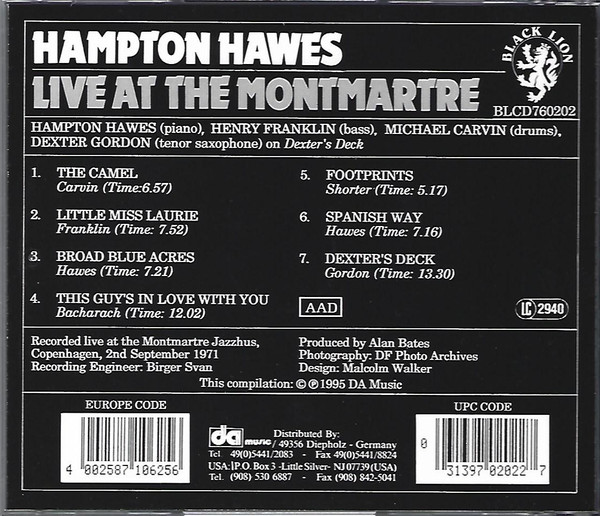 HAMPTON HAWES
LIVE AT THE MONTMARTRE
BLACK LION
BLCD760202
HAMPTON HAWES (piano), HENRY FRANKLIN (bass), MICHAEL CARVIN (drums),
DEXTER GORDON (tenor saxophone) on Dexter's Deck
1. THE CAMEL
Carvin (Time:6.57)
2. LITTLE MISS LAURIE
Franklin (Time: 7.52)
3. BROAD BLUE ACRES
Hawes (Time: 7.21)
4. THIS GUY'S IN LOVE WITH YOU
Bacharach (Time: 12.02)
5. FOOTPRINTS
Shorter (Time: 5.17)
6. SPANISH WAY
Hawes (Time: 7.16)
7. DEXTER'S DECK
Gordon (Time: 13.30)
AAD
LC 2940
Recorded live at the Montmartre Jazzhus,
Copenhagen, 2nd September 1971
Recording Engineer: Birger Svan
Produced by Alan Bates
Photography: DF Photo Archives
Design: Malcolm Walker
This compilation: © ℗ 1995 DA Music
EUROPE CODE
4 002587 106256
da music
Distributed By:
/ 49356 Diepholz - Germany
Tel. 49(0)5441/2083 - Fax 49(0)5441/8824
USA: P.O. Box 3 -Little Silver- NJ 07739 (USA)
Tel. (908) 530 6887 - Fax (908) 842-5041
UPC CODE
0 31397 02022 7